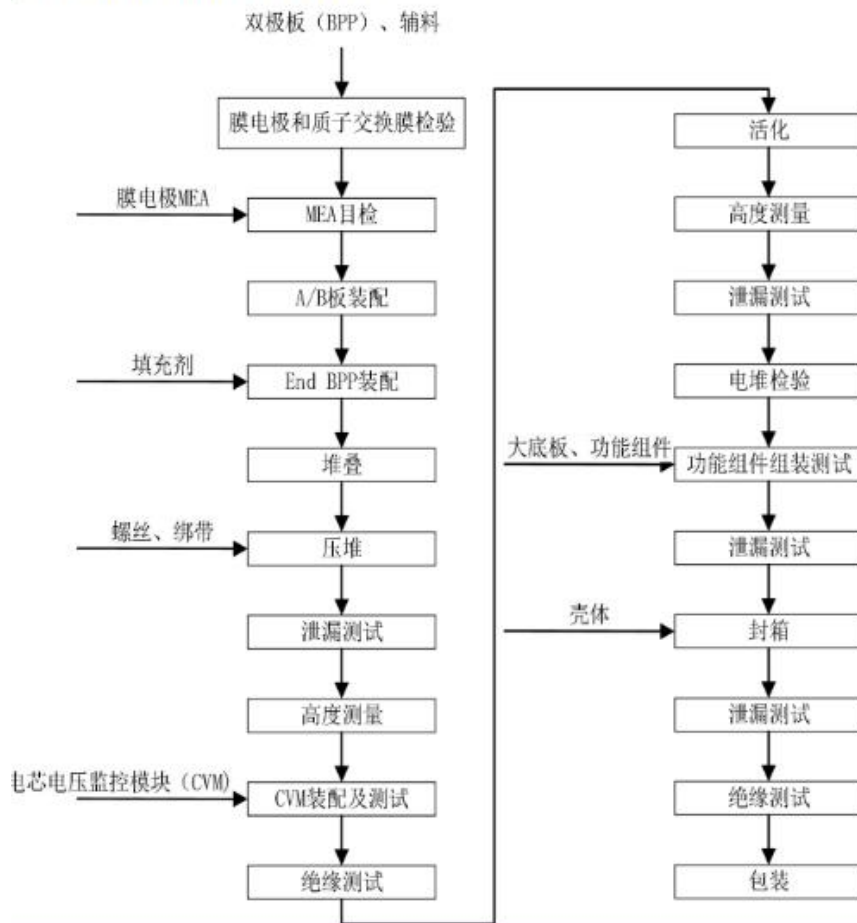 双极板（BPP）、辅料
膜电极和质子交换膜检验
膜电极MEA
MEA目检
A/B板装配
填充剂
End BPP装配
堆叠
螺丝、绑带
压堆
泄漏测试
高度测量
电芯电压监控模块（CVM)
CVM装配及测试
绝缘测试
活化
高度测量
泄漏测试
电堆检验
大底板、功能组件
功能组件组装测试
泄漏测试
壳体
封箱
泄漏测试
绝缘测试
包装